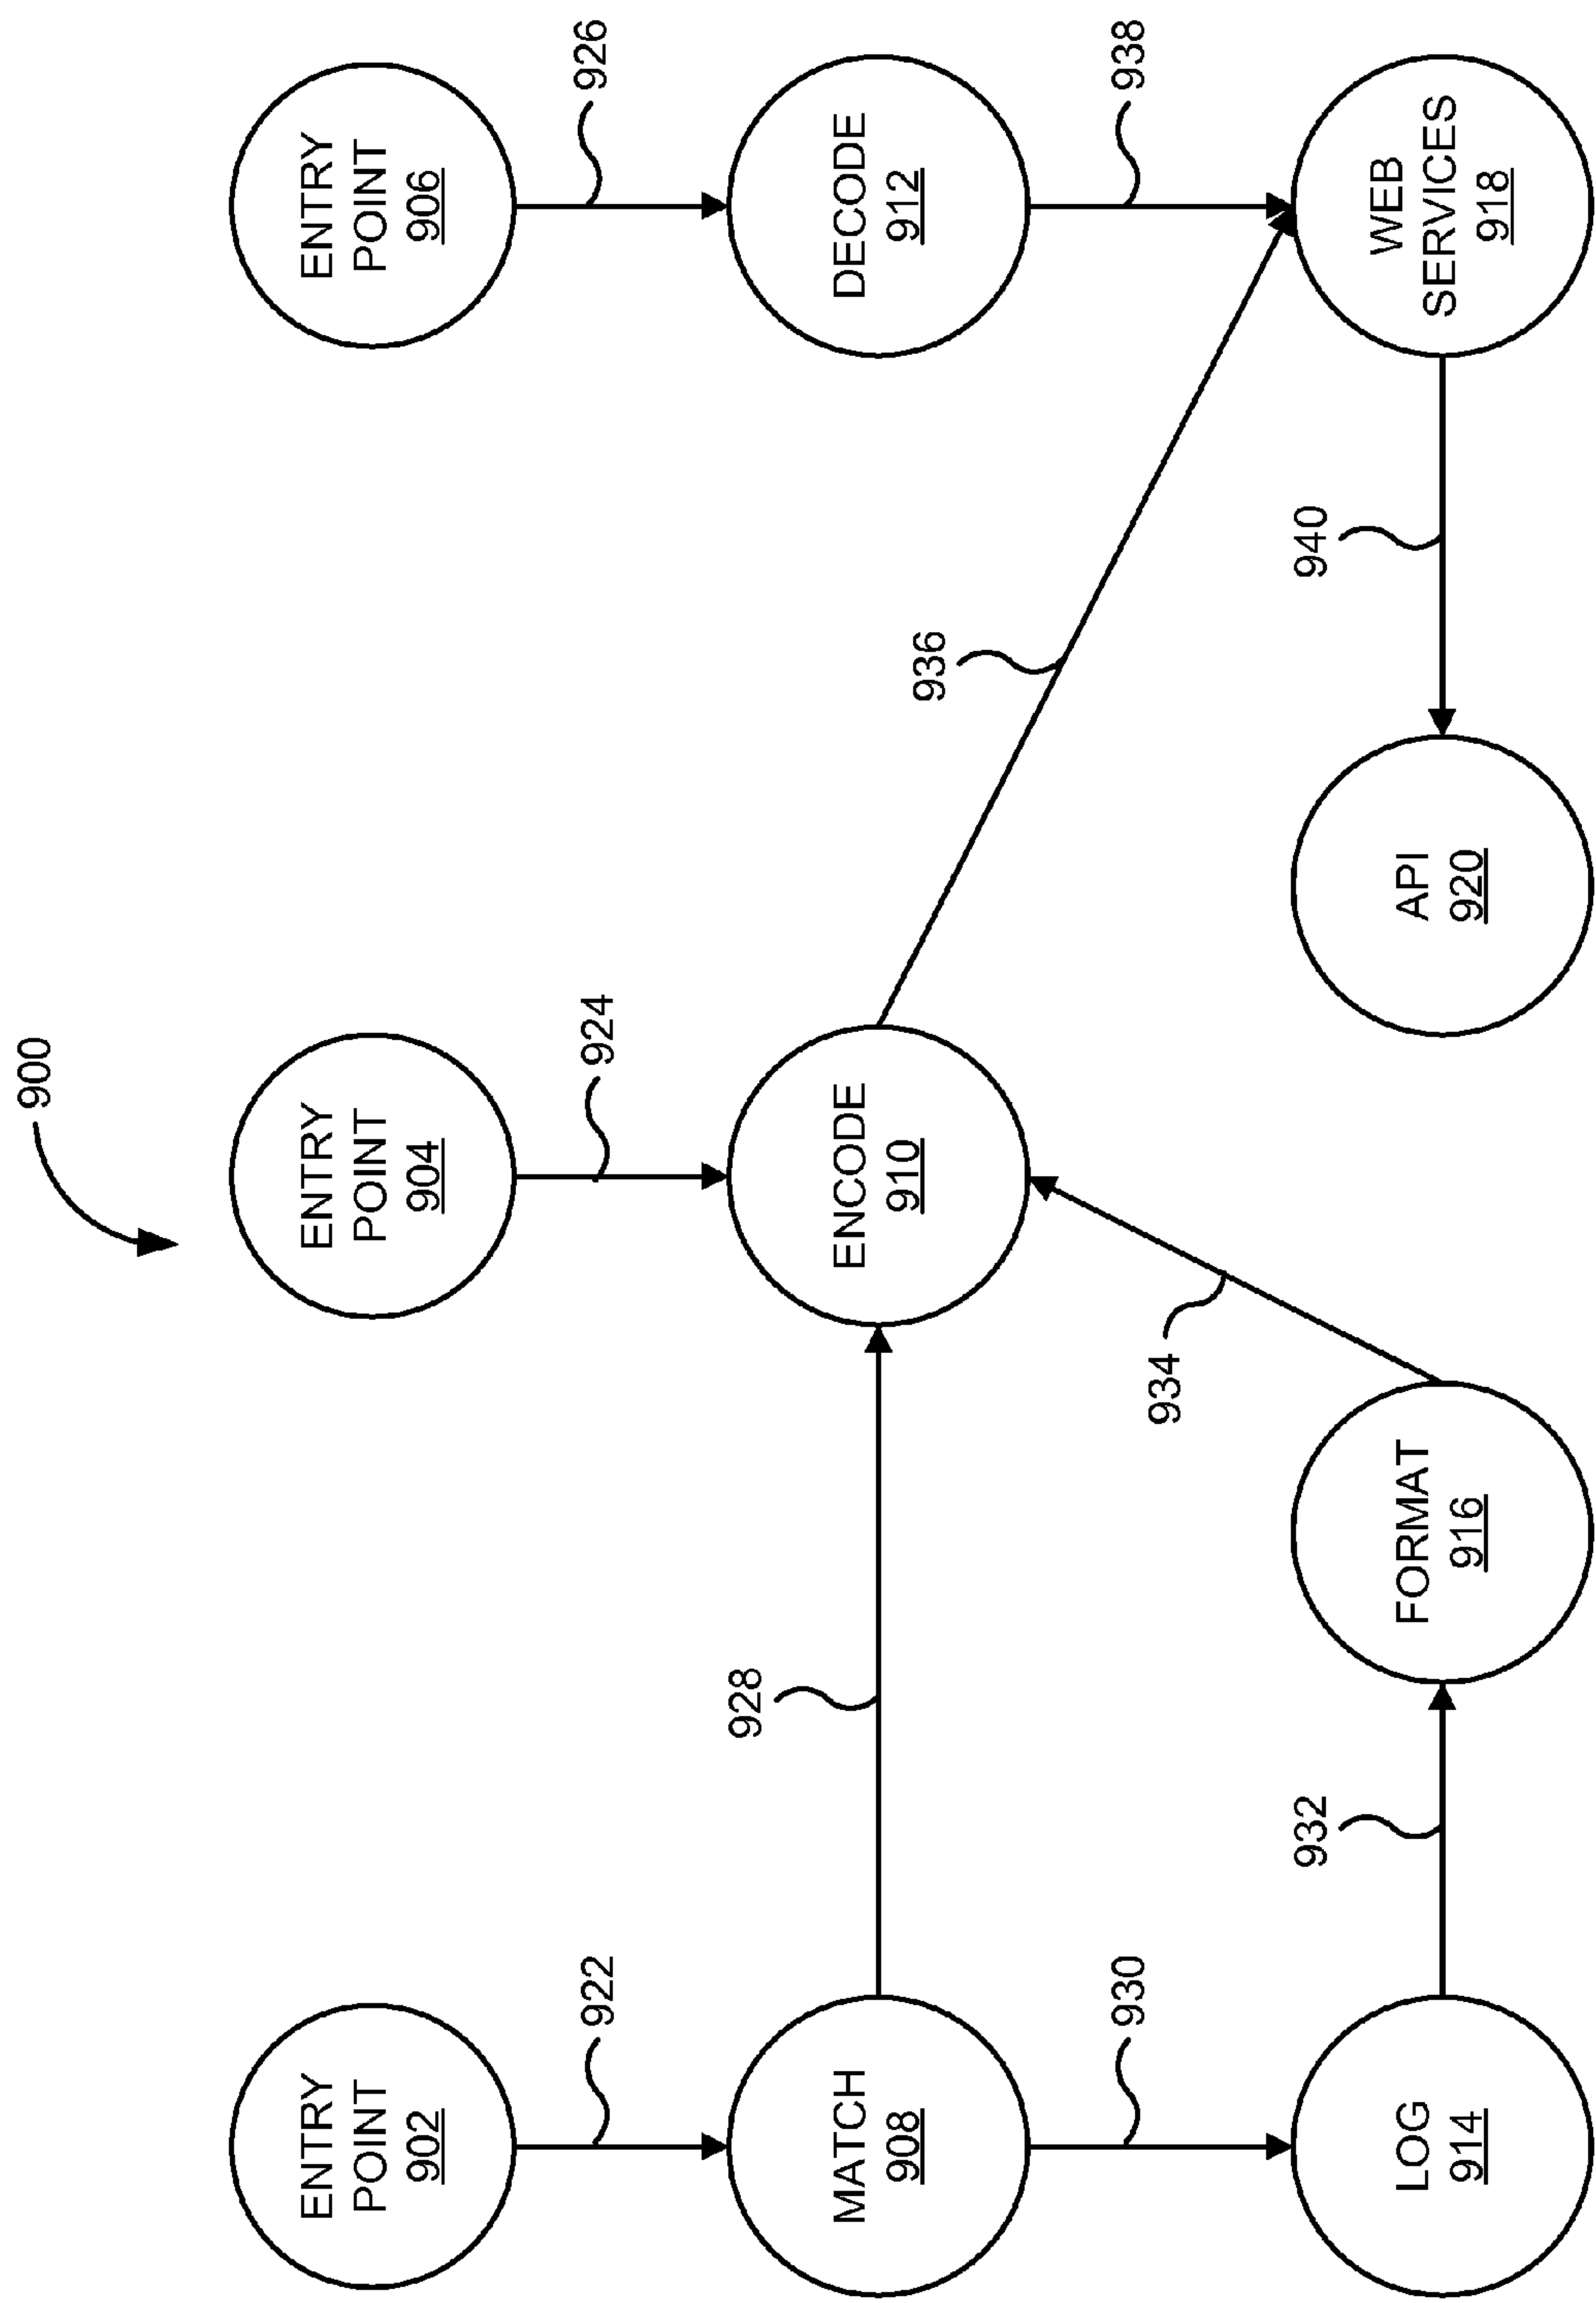 900
ENTRY
POINT
902
ENTRY
POINT
904
ENTRY
POINT
906
922
924
926
MATCH
908
928
ENCODE
910
936
DECODE
912
930
934
938
LOG
914
932
FORMAT
916
API
920
940
WEB
SERVICES
918